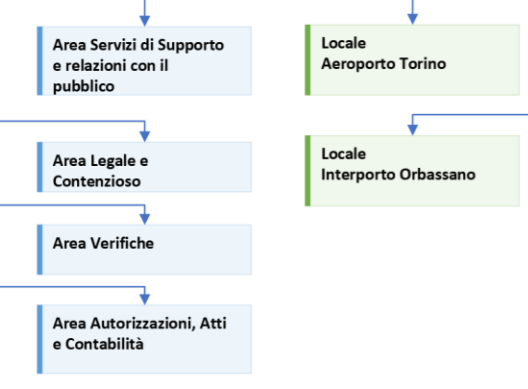 Area Servizi di Supporto
e relazioni con il
pubblico
Area Legale e
Contenzioso
Area Verifiche
Area Autorizzazioni, Atti
e Contabilità
Locale
Aeroporto Torino
Locale
Interporto Orbassano